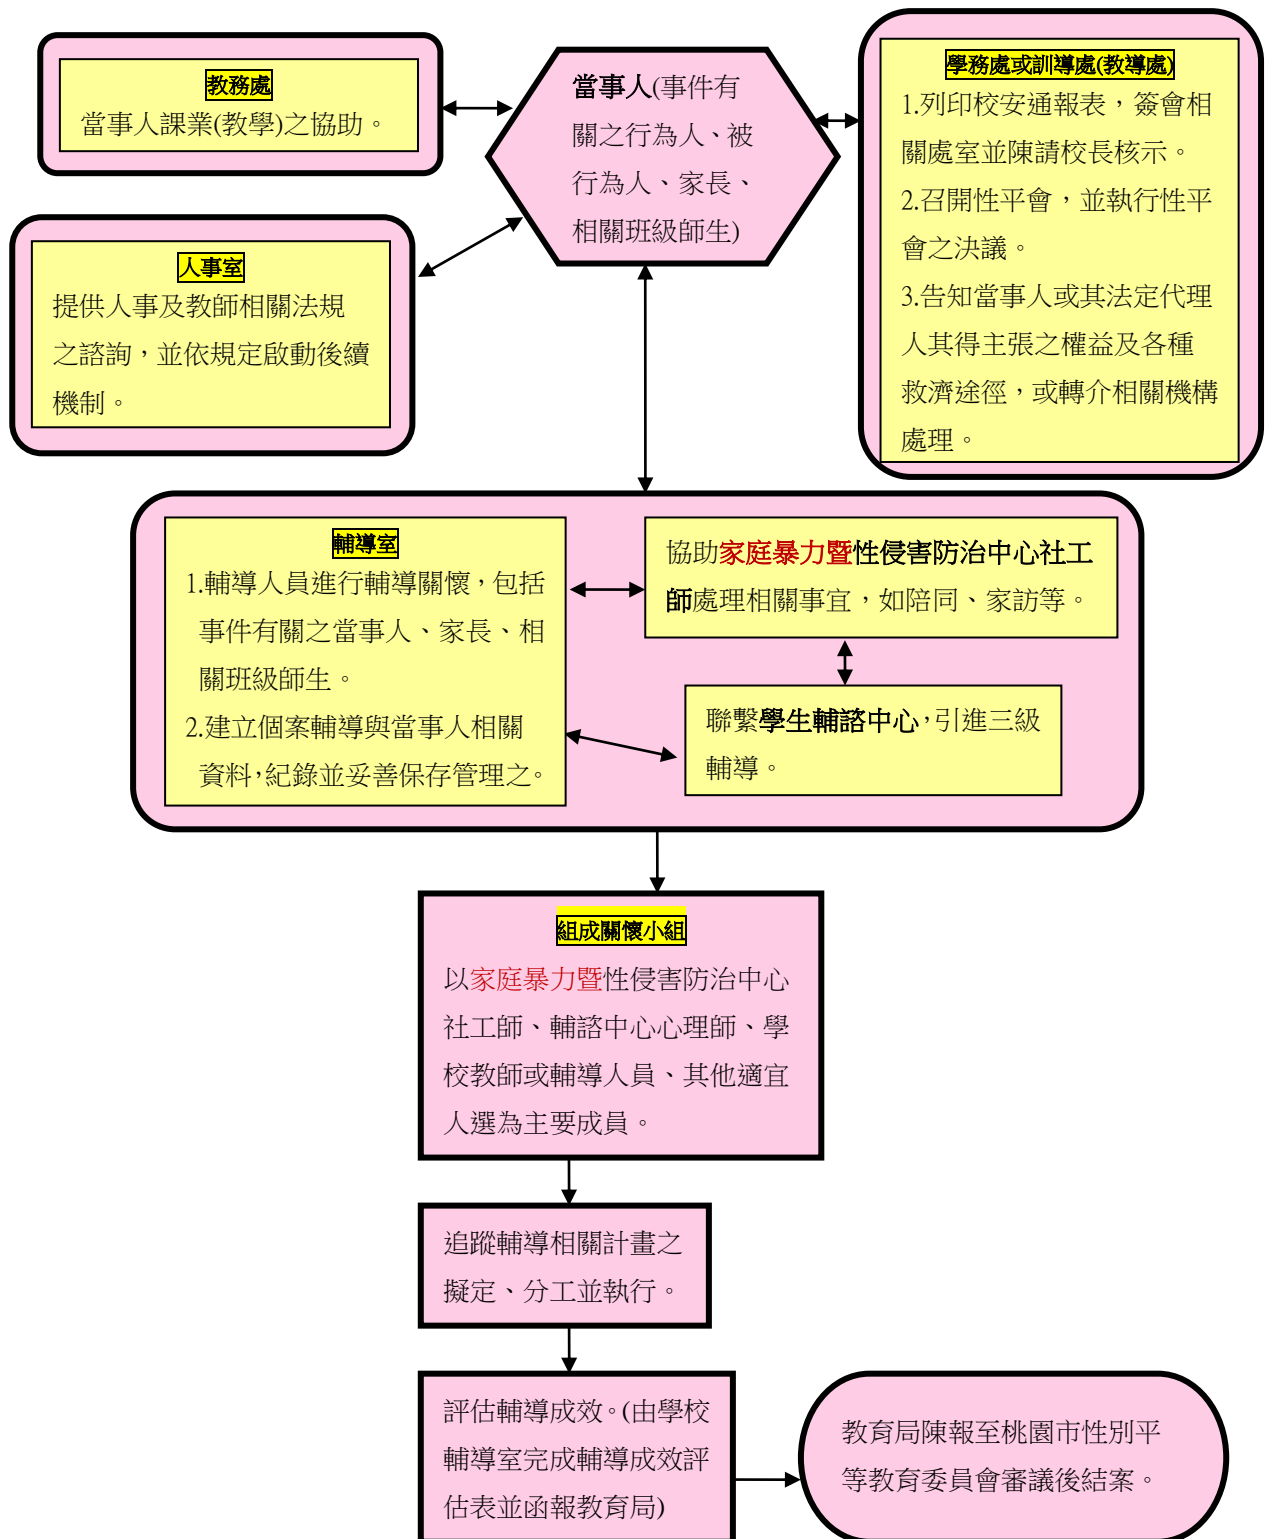 教務處
當事人課業(教學)之協助。
當事人(事件有
關之行為人、被
行為人、家長、
相關班級師生)
學務處或訓導處(教導處)
1.列印校安通報表，簽會相
關處室並陳請校長核示。
2.召開性平會，並執行性平
會之決議。
3.告知當事人或其法定代理
人其得主張之權益及各種
救濟途徑，或轉介相關機構
處理。
人事室
提供人事及教師相關法規
之諮詢，並依規定啟動後續
機制。
輔導室
1.輔導人員進行輔導關懷，包括
事件有關之當事人、家長、相
關班級師生。
2.建立個案輔導與當事人相關
資料，紀錄並妥善保存管理之。
協助家庭暴力暨性侵害防治中心社工
師處理相關事宜，如陪同、家訪等。
聯繫學生輔諮中心，引進三級
輔導。
組成關懷小組
以家庭暴力暨性侵害防治中心
社工師、輔諮中心心理師、學
校教師或輔導人員、其他適宜
人選為主要成員。
追蹤輔導相關計畫之
擬定、分工並執行。
評估輔導成效。(由學校
輔導室完成輔導成效評
估表並函報教育局)
教育局陳報至桃園市性別平
等教育委員會審議後結案。